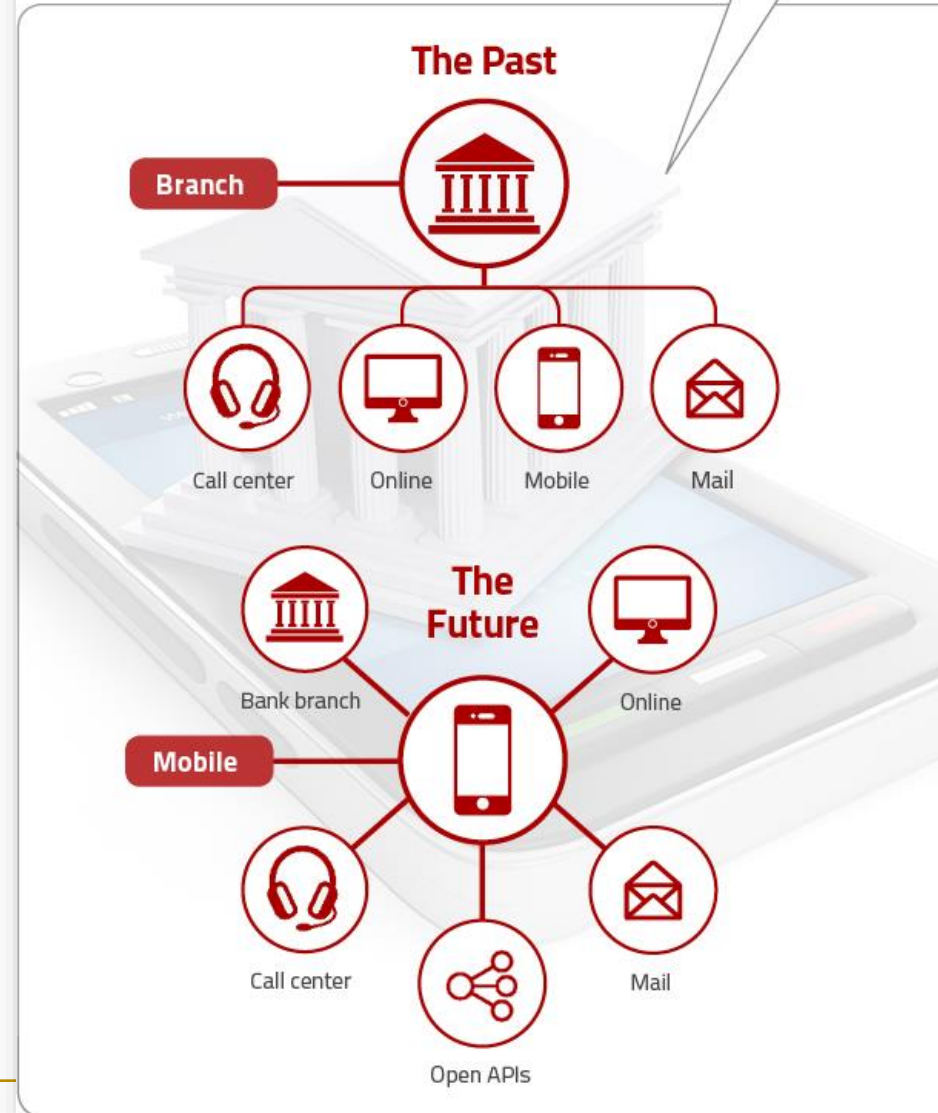 The Past
Branch
Call center
Online
Mobile
Mail
The
Future
Bank branch
Online
Mobile
Call center
Mail
Open APIs